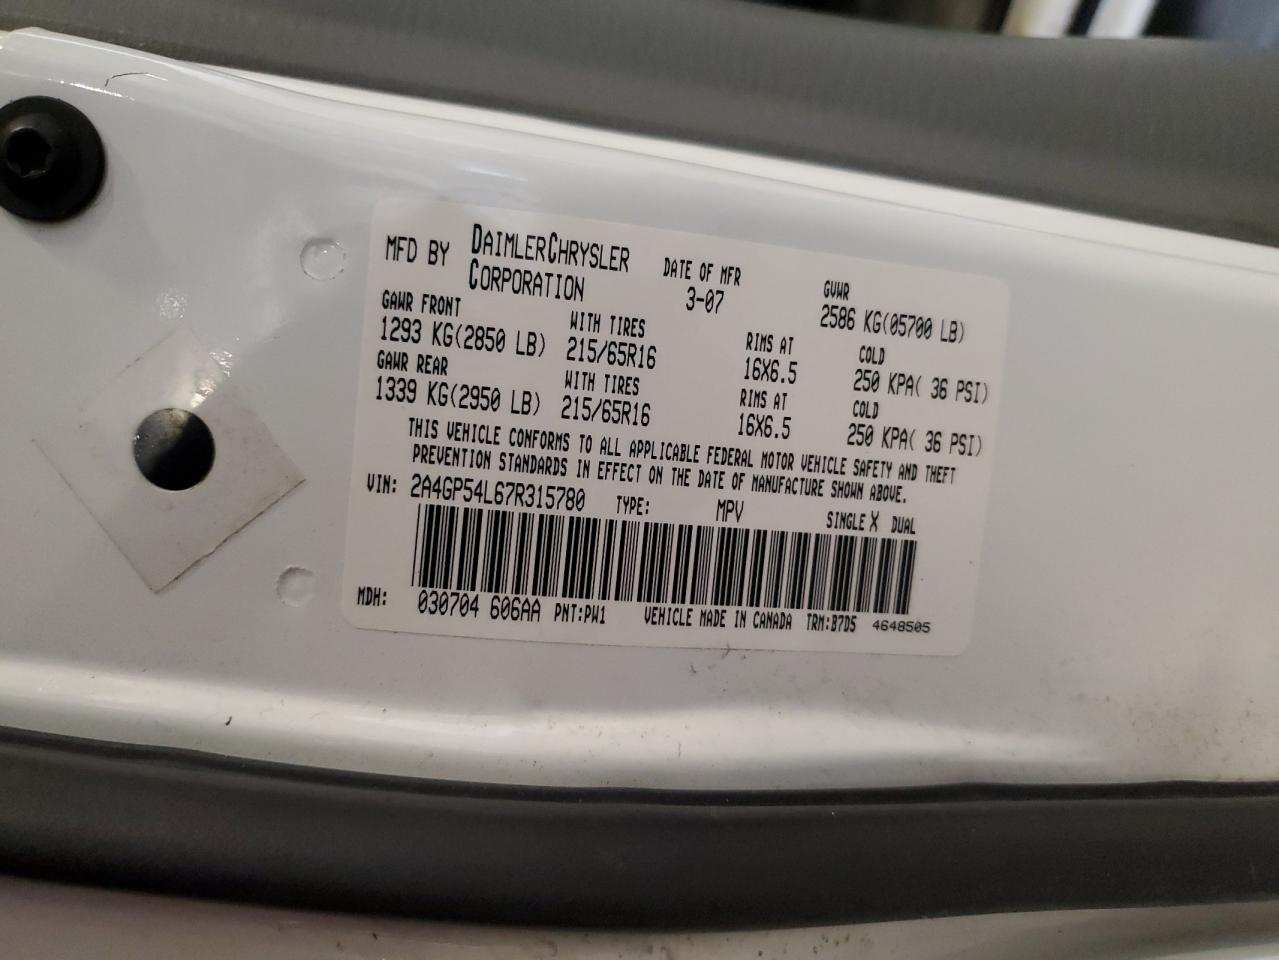 MFD BY DAIMLERCHRYSLER CORPORATION DATE OF MFR 3-07 GVWR 2586 KG(05700 LB)
GAWR FRONT WITH TIRES RIMS AT COLD
1293 KG(2850 LB) 215/65R16 16X6.5 250 KPA( 36 PSI)
GAWR REAR WITH TIRES RIMS AT COLD
1339 KG(2950 LB) 215/65R16 16X6.5 250 KPA( 36 PSI)
THIS VEHICLE CONFORMS TO ALL APPLICABLE FEDERAL MOTOR VEHICLE SAFETY AND THEFT
PREVENTION STANDARDS IN EFFECT ON THE DATE OF MANUFACTURE SHOWN ABOVE.
VIN: 2A4GP54L67R315780 TYPE: MPV SINGLE X DUAL
MDH: 030704 606AA PNT:PW1 VEHICLE MADE IN CANADA TRM:B7D5 4648505